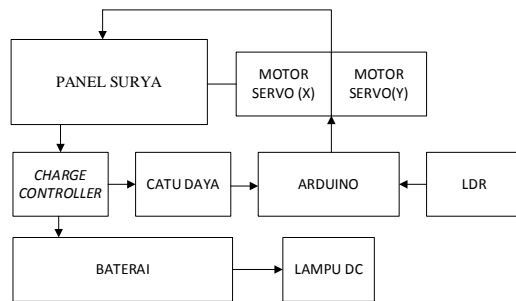 PANEL SURYA
MOTOR
SERVO (X)
MOTOR
SERVO(Y)
CHARGE
CONTROLLER
CATU DAYA
ARDUINO
LDR
BATERAI
LAMPU DC